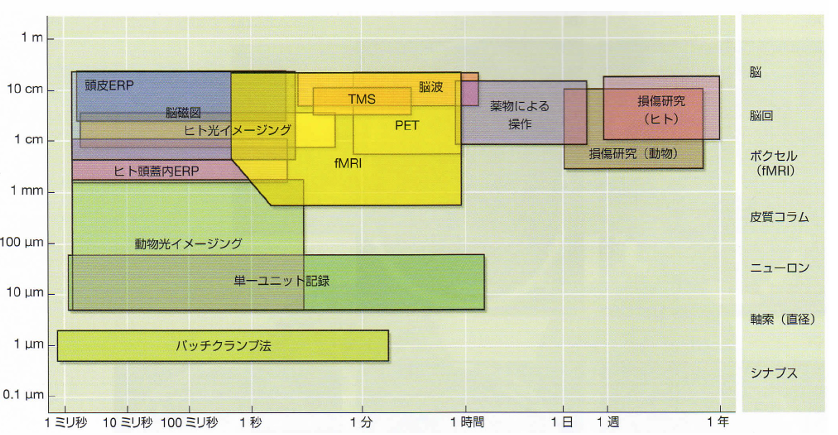 1 m
10 cm
1 cm
1 mm
100 µm
10 µm
1 µm
0.1 µm
頭皮ERP
脳磁図
ヒト光イメージング
ヒト頭蓋内ERP
動物光イメージング
単一ユニット記録
パッチクランプ法
TMS
脳波
PET
fMRI
薬物による
操作
損傷研究
（ヒト）
損傷研究（動物）
脳
脳回
ボクセル
（fMRI）
皮質コラム
ニューロン
軸索（直径）
シナプス
1 ミリ秒 10 ミリ秒 100 ミリ秒 1 秒 1 分 1 時間 1 日 1 週 1 年